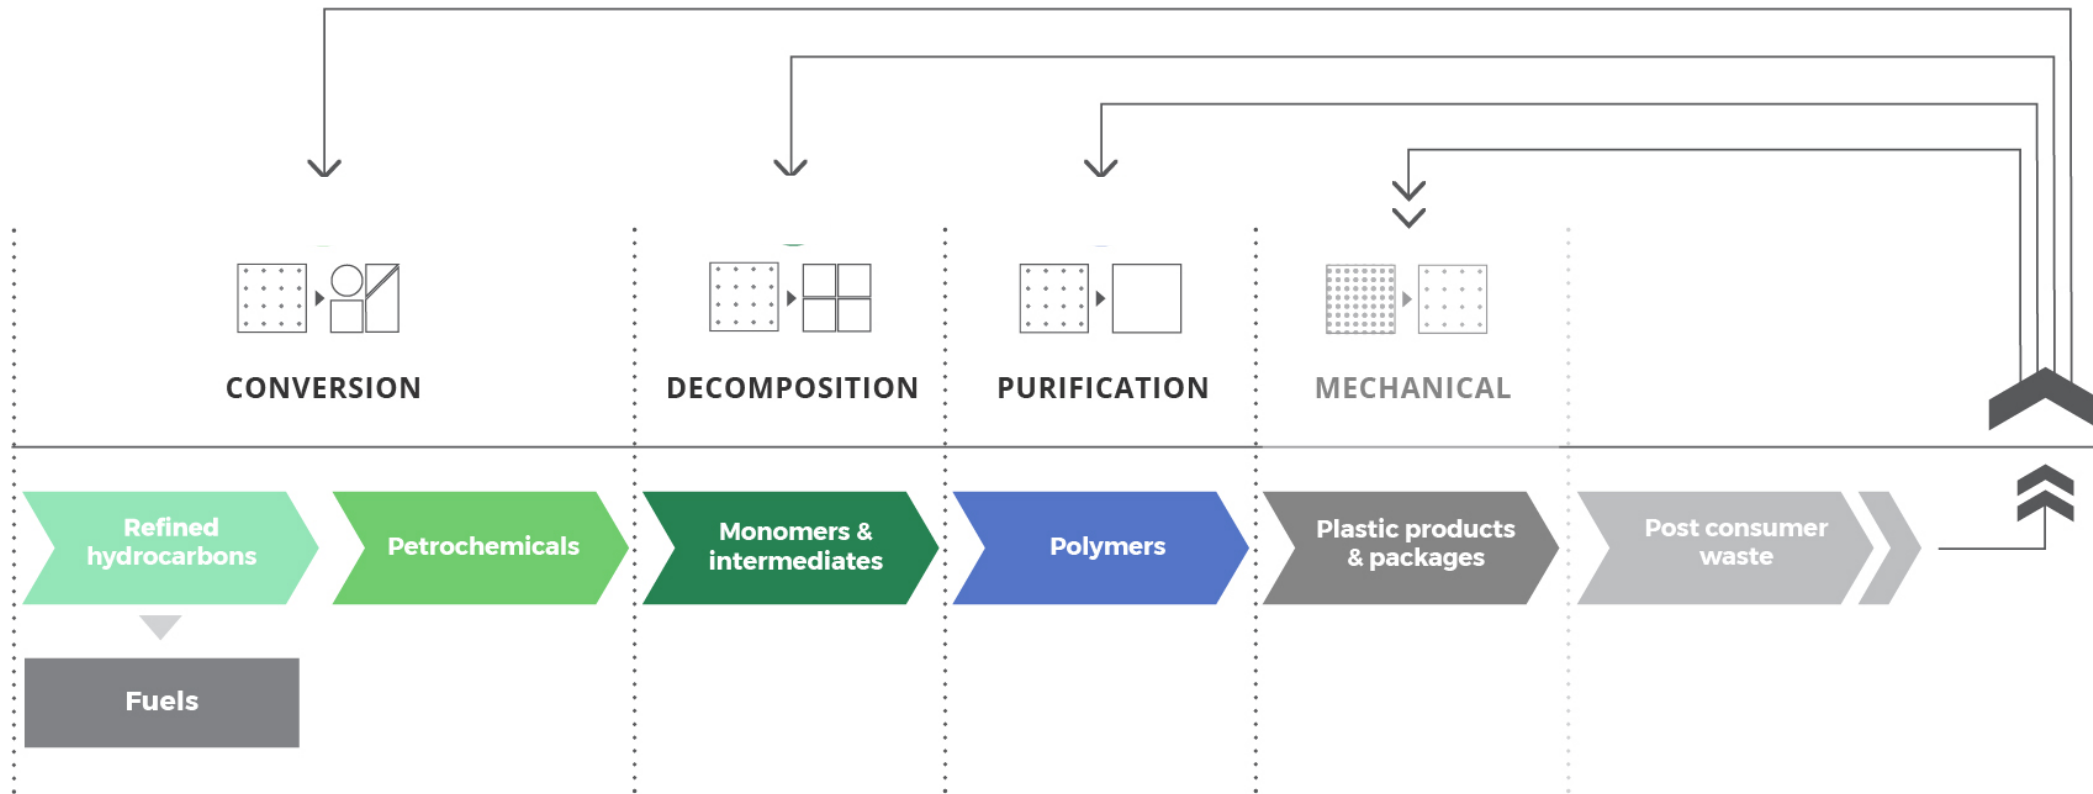 CONVERSION
DECOMPOSITION
PURIFICATION
MECHANICAL
Refined
hydrocarbons
Petrochemicals
Monomers &
intermediates
Polymers
Plastic products
& packages
Post consumer
waste
Fuels